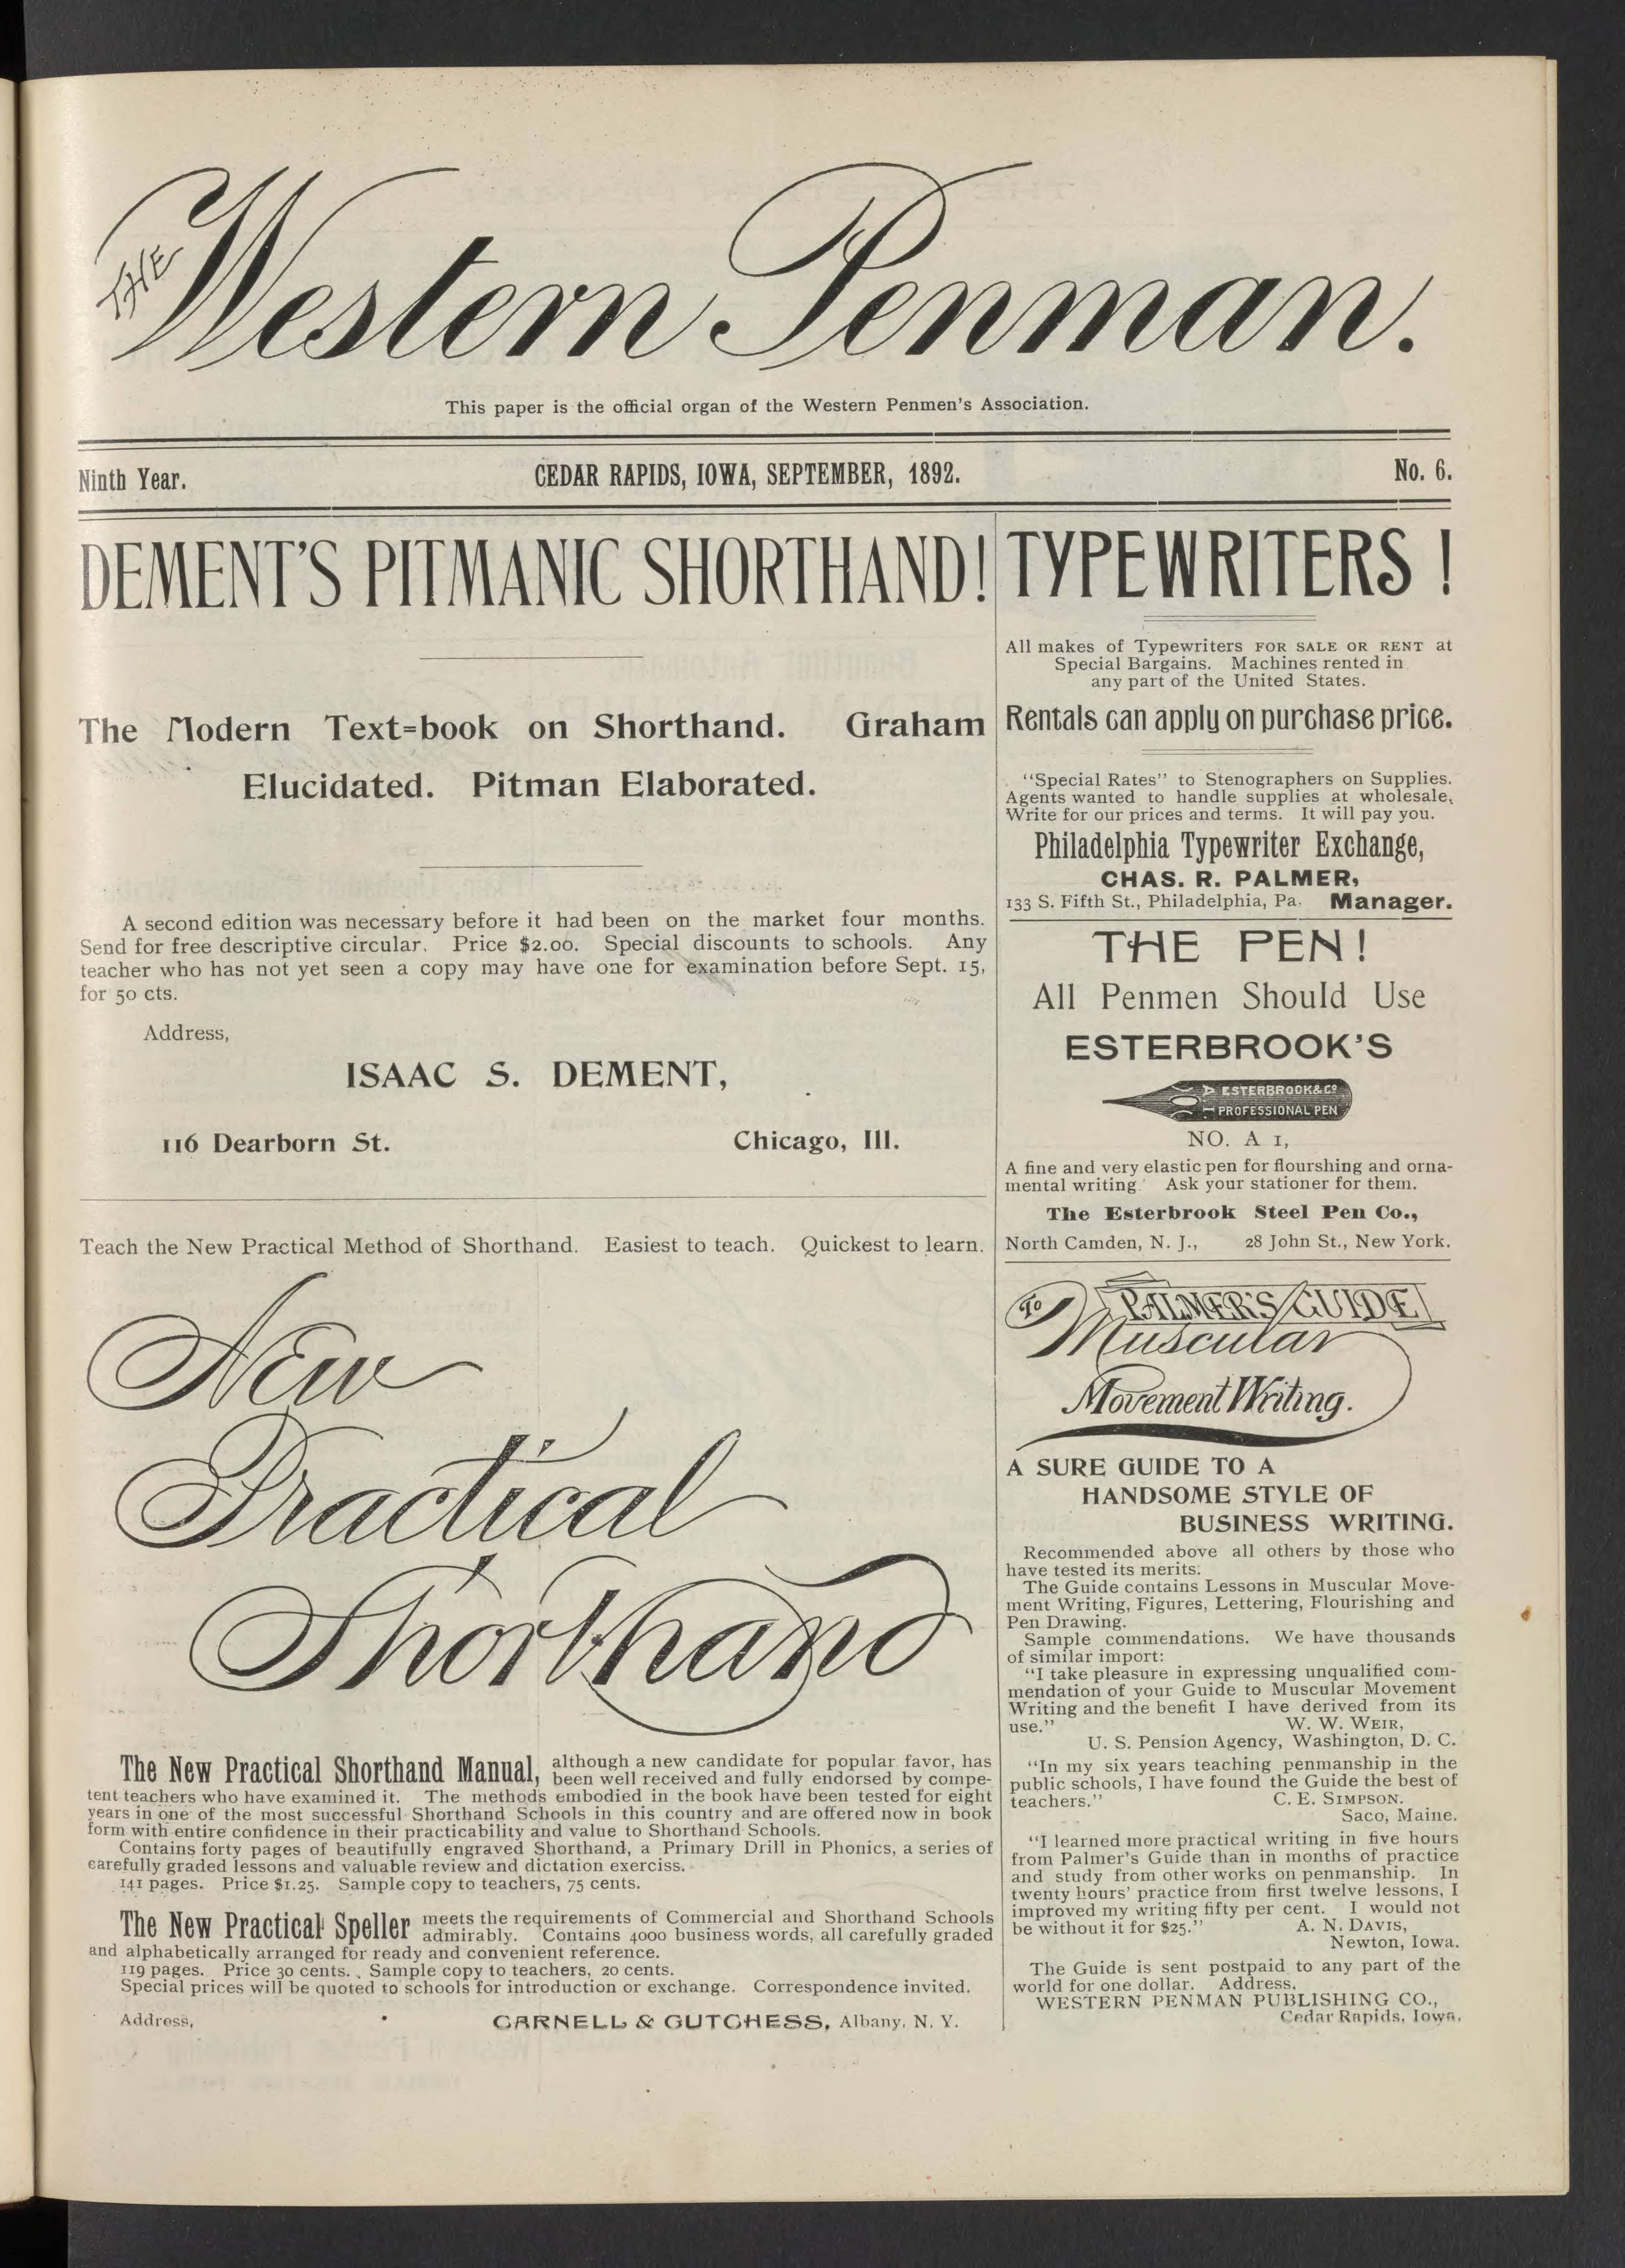 THE Western Penman.
This paper is the official organ of the Western Penmen's Association.
Ninth Year. CEDAR RAPIDS, IOWA, SEPTEMBER, 1892. No. 6.
DEMENT'S PITMANIC SHORTHAND!
The Modern Text=book on Shorthand. Graham
Elucidated. Pitman Elaborated.
A second edition was necessary before it had been on the market four months.
Send for free descriptive circular. Price $2.00. Special discounts to schools. Any
teacher who has not yet seen a copy may have one for examination before Sept. 15,
for 50 cts.
Address,
ISAAC S. DEMENT,
116 Dearborn St. Chicago, Ill.
Teach the New Practical Method of Shorthand. Easiest to teach. Quickest to learn.
New
Practical
Shorthand
The New Practical Shorthand Manual, although a new candidate for popular favor, has
been well received and fully endorsed by compe-
tent teachers who have examined it. The methods embodied in the book have been tested for eight
years in one of the most successful Shorthand Schools in this country and are offered now in book
form with entire confidence in their practicability and value to Shorthand Schools.
Contains forty pages of beautifully engraved Shorthand, a Primary Drill in Phonics, a series of
carefully graded lessons and valuable review and dictation exerciss.
141 pages. Price $1.25. Sample copy to teachers, 75 cents.
The New Practical Speller meets the requirements of Commercial and Shorthand Schools
admirably. Contains 4000 business words, all carefully graded
and alphabetically arranged for ready and convenient reference.
119 pages. Price 30 cents. Sample copy to teachers, 20 cents.
Special prices will be quoted to schools for introduction or exchange. Correspondence invited.
Address, CARNELL & GUTCHESS, Albany, N. Y.
TYPEWRITERS !
All makes of Typewriters FOR SALE OR RENT at
Special Bargains. Machines rented in
any part of the United States.
Rentals can apply on purchase price.
"Special Rates" to Stenographers on Supplies.
Agents wanted to handle supplies at wholesale,
Write for our prices and terms. It will pay you.
Philadelphia Typewriter Exchange,
CHAS. R. PALMER,
133 S. Fifth St., Philadelphia, Pa. Manager.
THE PEN!
All Penmen Should Use
ESTERBROOK'S
ESTERBROOK & CO
A1 PROFESSIONAL PEN
NO. A 1,
A fine and very elastic pen for flourshing and orna-
mental writing Ask your stationer for them.
The Esterbrook Steel Pen Co.,
North Camden, N. J., 28 John St., New York.
PALMER'S GUIDE
To Muscular
Movement Writing.
A SURE GUIDE TO A
HANDSOME STYLE OF
BUSINESS WRITING.
Recommended above all others by those who
have tested its merits.
The Guide contains Lessons in Muscular Move-
ment Writing, Figures, Lettering, Flourishing and
Pen Drawing.
Sample commendations. We have thousands
of similar import:
"I take pleasure in expressing unqualified com-
mendation of your Guide to Muscular Movement
Writing and the benefit I have derived from its
use." W. W. WEIR,
U. S. Pension Agency, Washington, D. C.
"In my six years teaching penmanship in the
public schools, I have found the Guide the best of
teachers." C. E. SIMPSON.
Saco, Maine.
"I learned more practical writing in five hours
from Palmer's Guide than in months of practice
and study from other works on penmanship. In
twenty hours' practice from first twelve lessons, I
improved my writing fifty per cent. I would not
be without it for $25." A. N. DAVIS,
Newton, Iowa.
The Guide is sent postpaid to any part of the
world for one dollar. Address,
WESTERN PENMAN PUBLISHING CO.,
Cedar Rapids, Iowa.